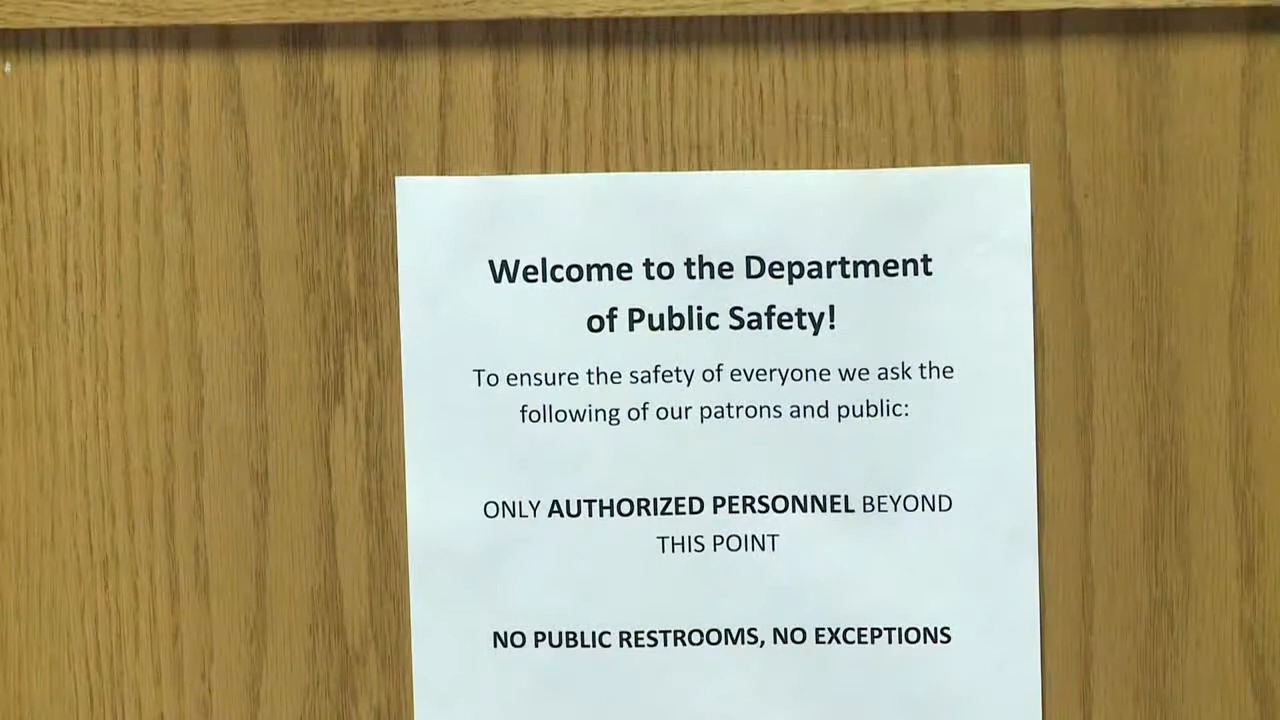 Welcome to the Department
of Public Safety!
To ensure the safety of everyone we ask the
following of our patrons and public:
ONLY AUTHORIZED PERSONNEL BEYOND
THIS POINT
NO PUBLIC RESTROOMS, NO EXCEPTIONS